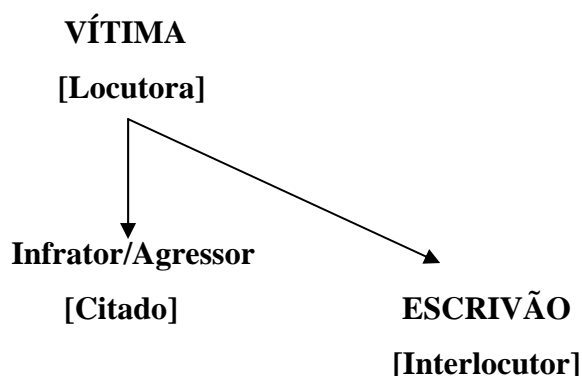 VÍTIMA
[Locutora]
Infrator/Agressor
[Citado]
ESCRIVÃO
[Interlocutor]